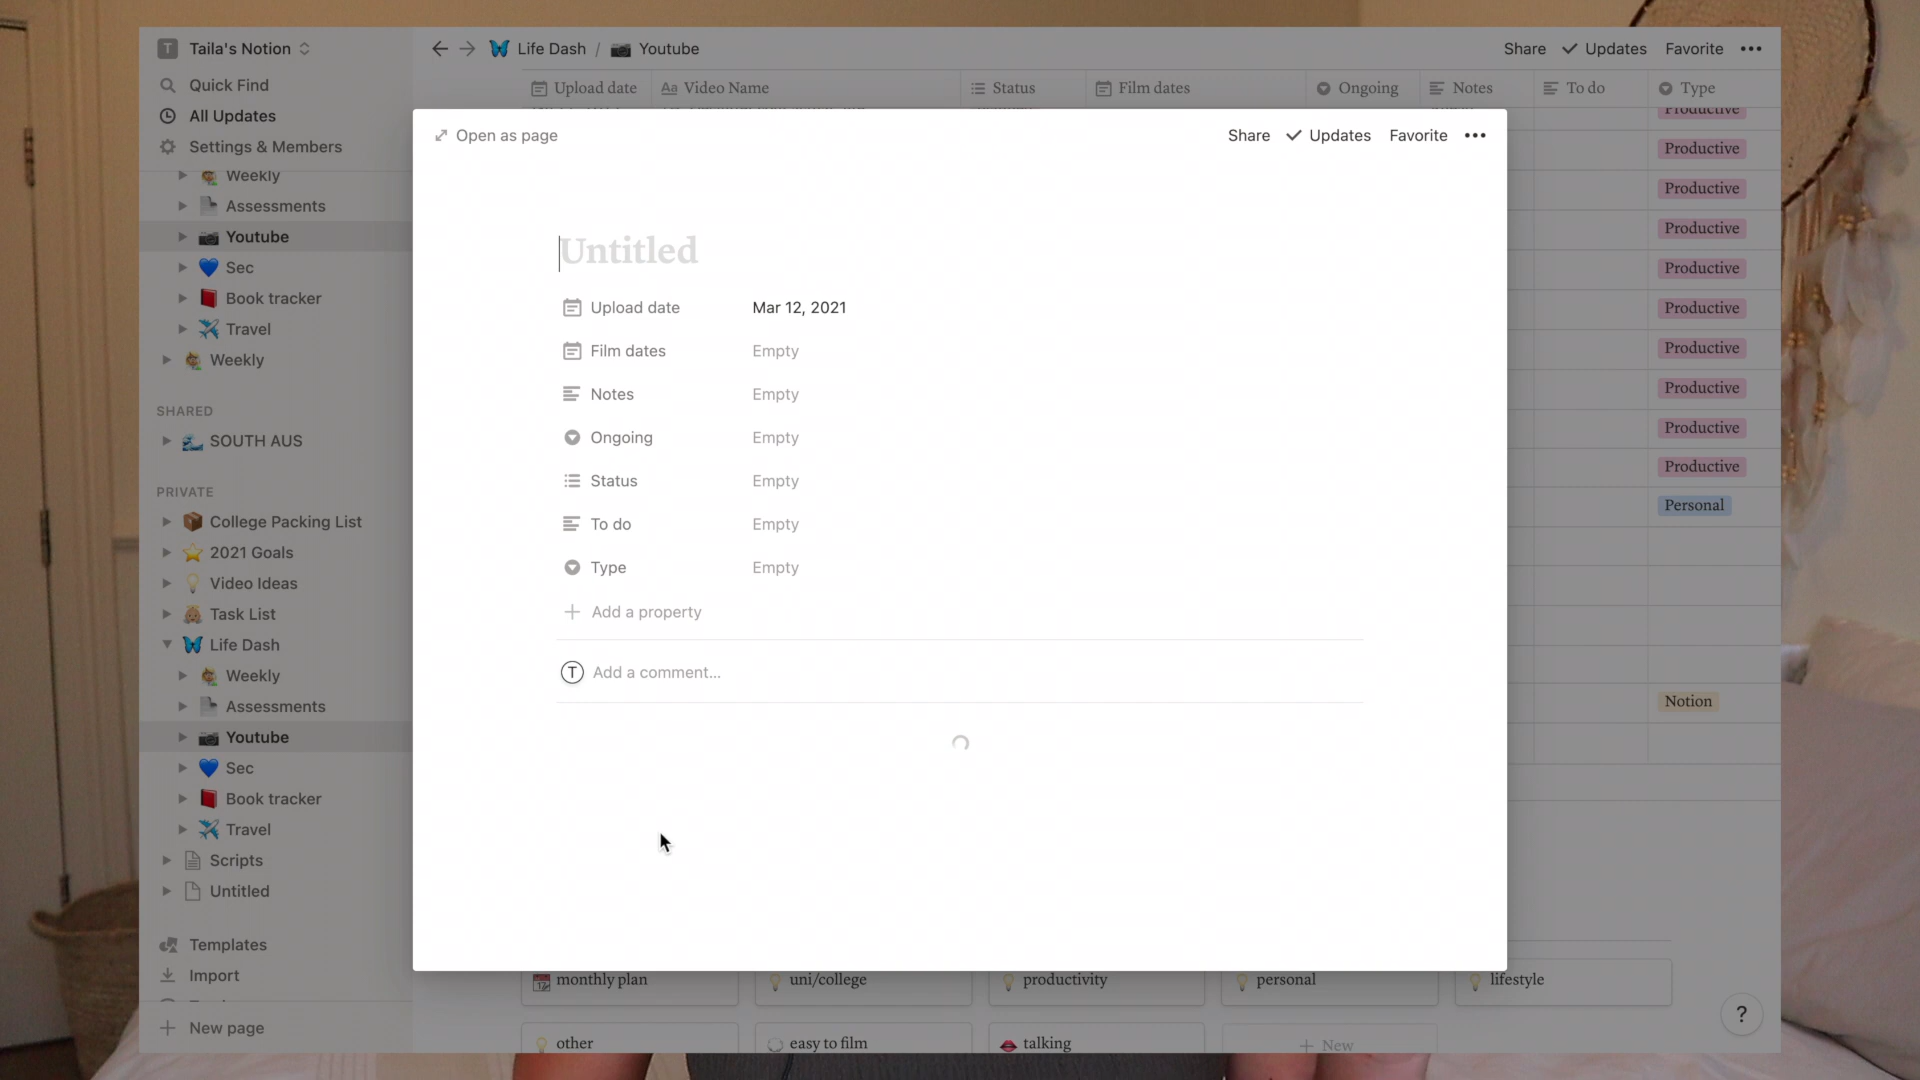 T Taila's Notion
Quick Find
All Updates
Settings & Members
Weekly
Assessments
Youtube
Sec
Book tracker
Travel
Weekly
SHARED
SOUTH AUS
PRIVATE
College Packing List
2021 Goals
Video Ideas
Task List
Life Dash
Weekly
Assessments
Youtube
Sec
Book tracker
Travel
Scripts
Untitled
Templates
Import
New page
Life Dash / Youtube
Share Updates Favorite •••
Upload date Aa Video Name Status Film dates Ongoing Notes To do Type
Open as page
Share Updates Favorite •••
Untitled
Upload date Mar 12, 2021
Film dates Empty
Notes Empty
Ongoing Empty
Status Empty
To do Empty
Type Empty
Add a property
T Add a comment...
Productive
Productive
Productive
Productive
Productive
Productive
Productive
Productive
Productive
Productive
Personal
Notion
monthly plan uni/college productivity personal lifestyle
other easy to film talking New
?